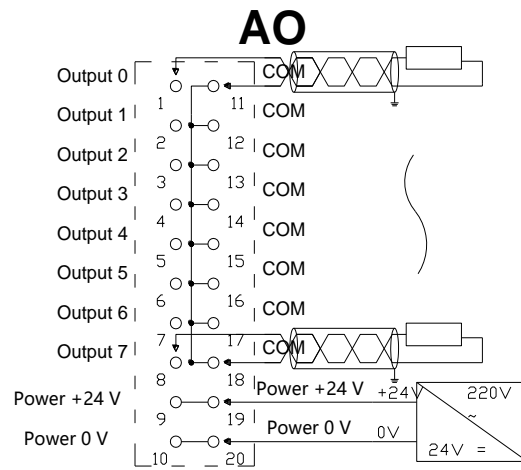 AO
Output 0 COM
1 11
Output 1 COM
2 12
Output 2 COM
3 13
Output 3 COM
4 14
Output 4 COM
5 15
Output 5 COM
6 16
Output 6 COM
7 17
Output 7 COM
8 18
Power +24 V Power +24 V +24V 220V
9 19 ~
Power 0 V Power 0 V 0V
10 20 24V =